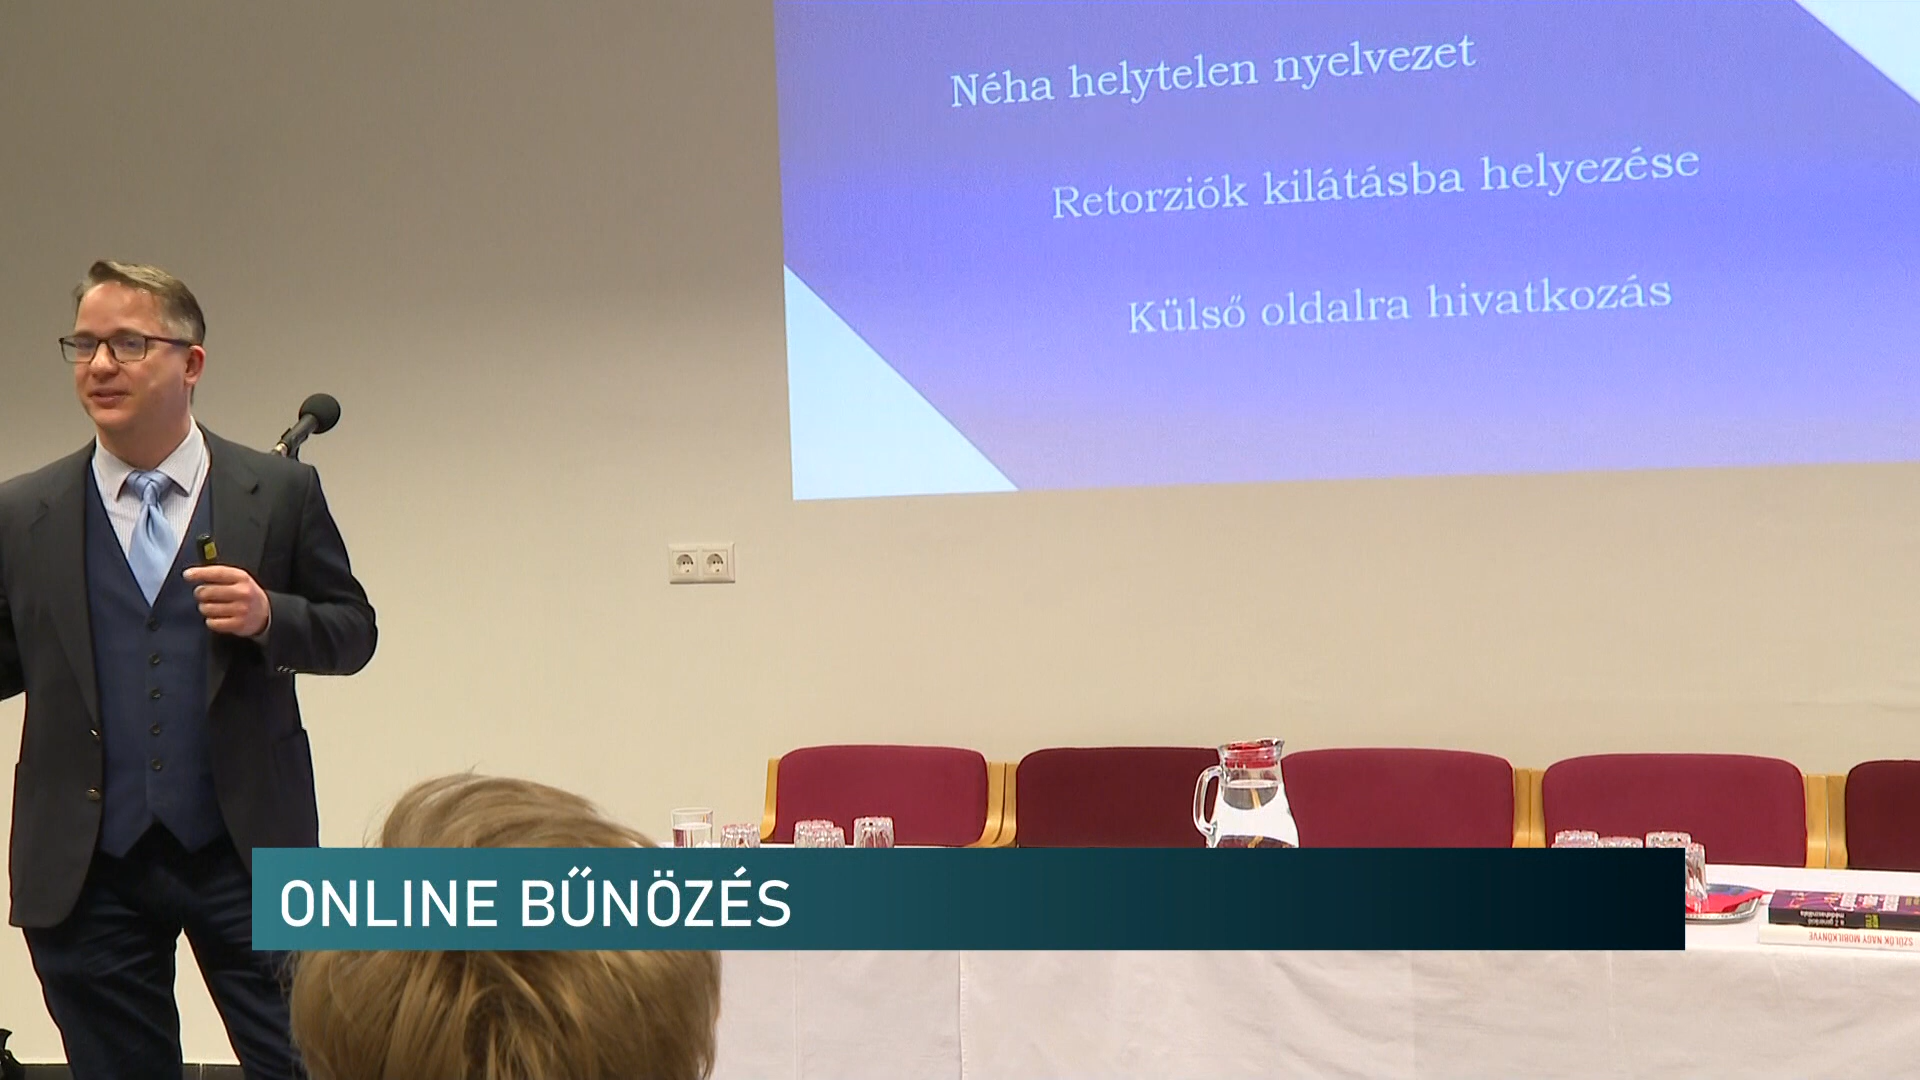 Néha helytelen nyelvezet
Retorziók kilátásba helyezése
Külső oldalra hivatkozás
ONLINE BŰNÖZÉS
SZÜLŐK NAGY MOBILKÖNYVE